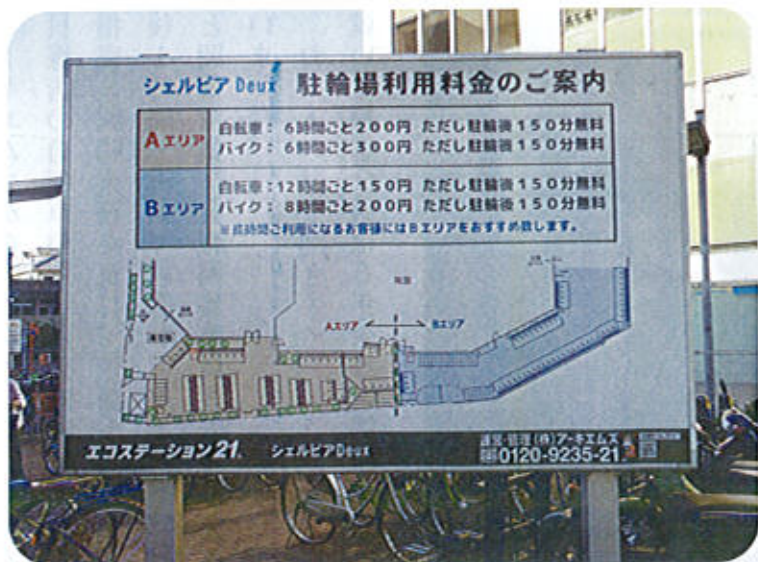 シェルピア Deux 駐輪場利用料金のご案内
Aエリア
自転車：6時間ごと200円 ただし駐輪後150分無料
バイク：6時間ごと300円 ただし駐輪後150分無料
Bエリア
自転車：12時間ごと150円 ただし駐輪後150分無料
バイク：8時間ごと200円 ただし駐輪後150分無料
※長時間ご利用になるお客様にはBエリアをおすすめ致します。
Aエリア
Bエリア
エコステーション21.
シェルピアDeux
運営・管理(株)アーキエムズ
0120-9235-21